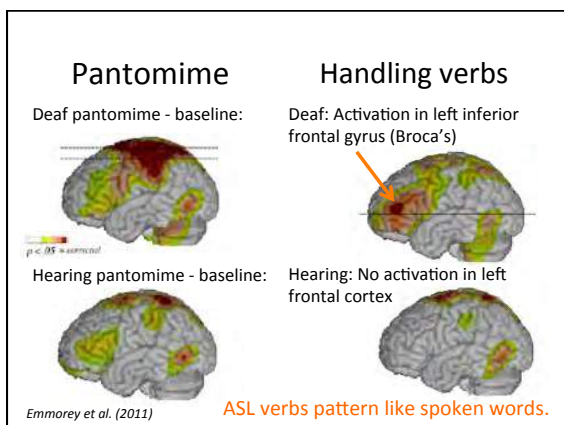 Pantomime
Handling verbs
Deaf pantomime - baseline:
Deaf: Activation in left inferior
frontal gyrus (Broca's)
p < .05 = corrected
Hearing pantomime - baseline:
Hearing: No activation in left
frontal cortex
Emmorey et al. (2011)
ASL verbs pattern like spoken words.